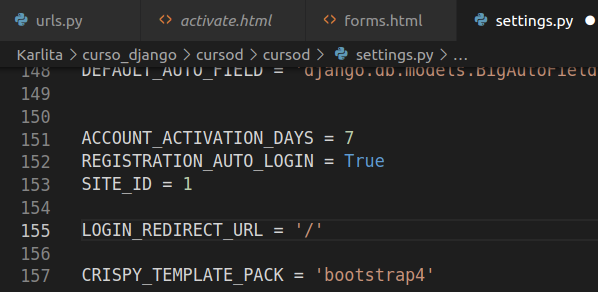 urls.py activate.html forms.html settings.py
Karlita > curso_django > cursod > cursod > settings.py > ...
148 DEFAULT_AUTO_FIELD = 'django.db.models.BigAutoField
149
150
151 ACCOUNT_ACTIVATION_DAYS = 7
152 REGISTRATION_AUTO_LOGIN = True
153 SITE_ID = 1
154
155 LOGIN_REDIRECT_URL = '/'
156
157 CRISPY_TEMPLATE_PACK = 'bootstrap4'